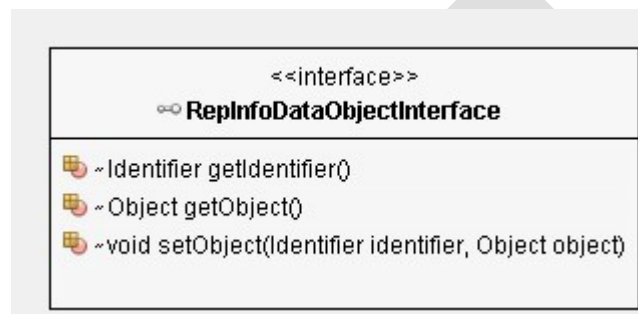 <<interface>>
RepInfoDataObjectInterface
~Identifier getIdentifier()
~Object getObject()
~void setObject(Identifier identifier, Object object)